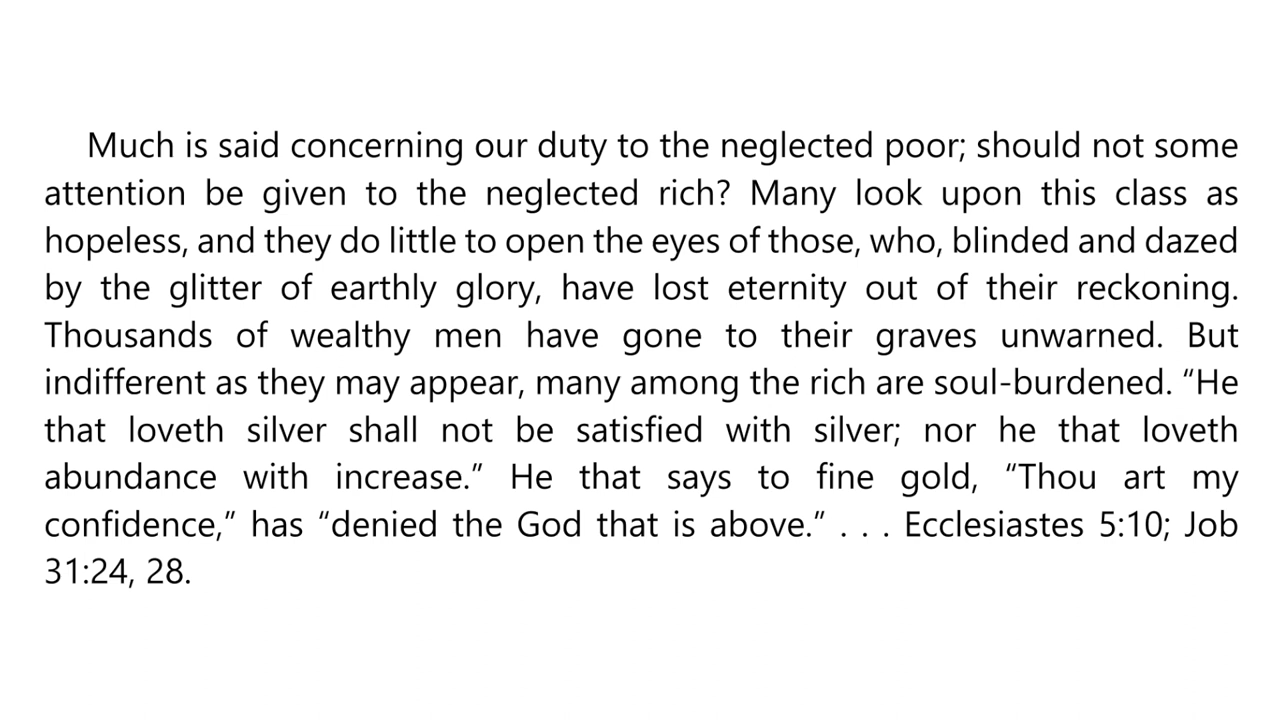 Much is said concerning our duty to the neglected poor; should not some
attention be given to the neglected rich? Many look upon this class as
hopeless, and they do little to open the eyes of those, who, blinded and dazed
by the glitter of earthly glory, have lost eternity out of their reckoning.
Thousands of wealthy men have gone to their graves unwarned. But
indifferent as they may appear, many among the rich are soul-burdened. “He
that loveth silver shall not be satisfied with silver; nor he that loveth
abundance with increase.” He that says to fine gold, “Thou art my
confidence,” has “denied the God that is above.” . . . Ecclesiastes 5:10; Job
31:24, 28.